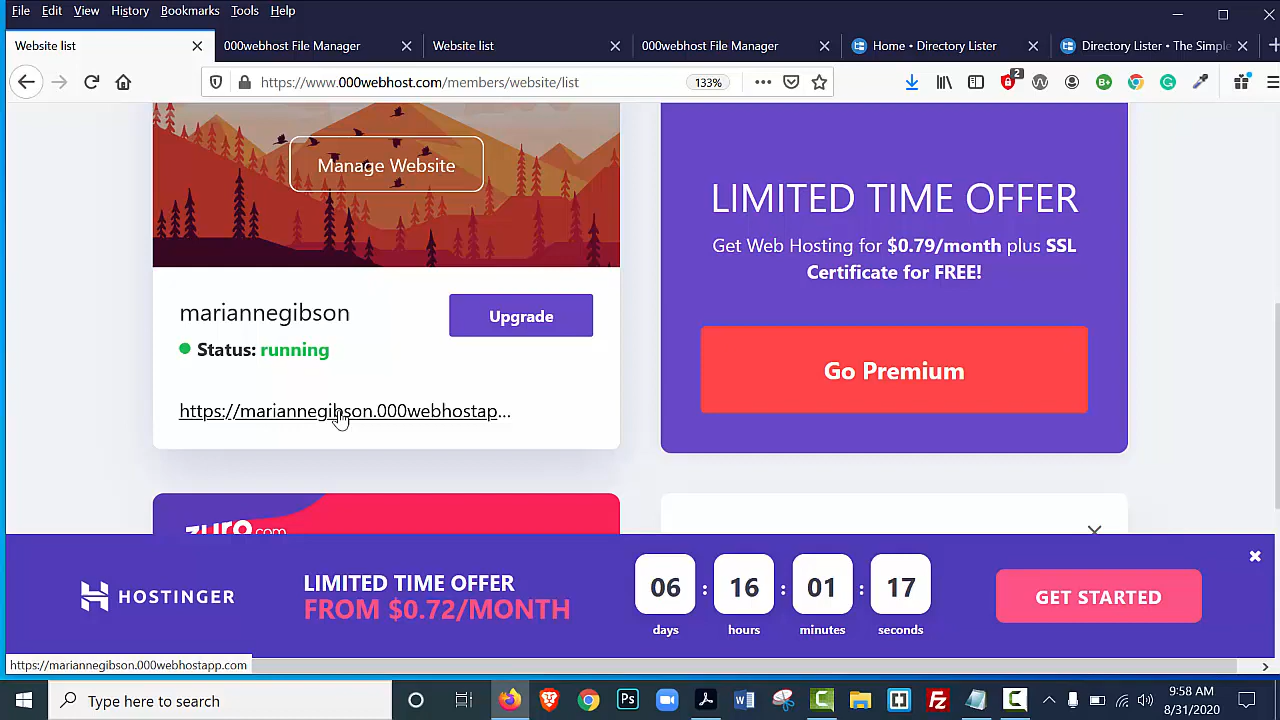 File Edit View History Bookmarks Tools Help
Website list
000webhost File Manager
Website list
000webhost File Manager
Home • Directory Lister
Directory Lister • The Simple
https://www.000webhost.com/members/website/list
133%
2
Manage Website
LIMITED TIME OFFER
Get Web Hosting for $0.79/month plus SSL
Certificate for FREE!
Go Premium
mariannegibson
Upgrade
Status: running
https://mariannegibson.000webhostap...
zyro.com
HOSTINGER
LIMITED TIME OFFER
FROM $0.72/MONTH
06 : 16 : 01 : 17
days hours minutes seconds
GET STARTED
https://mariannegibson.000webhostapp.com
Type here to search
9:58 AM
8/31/2020